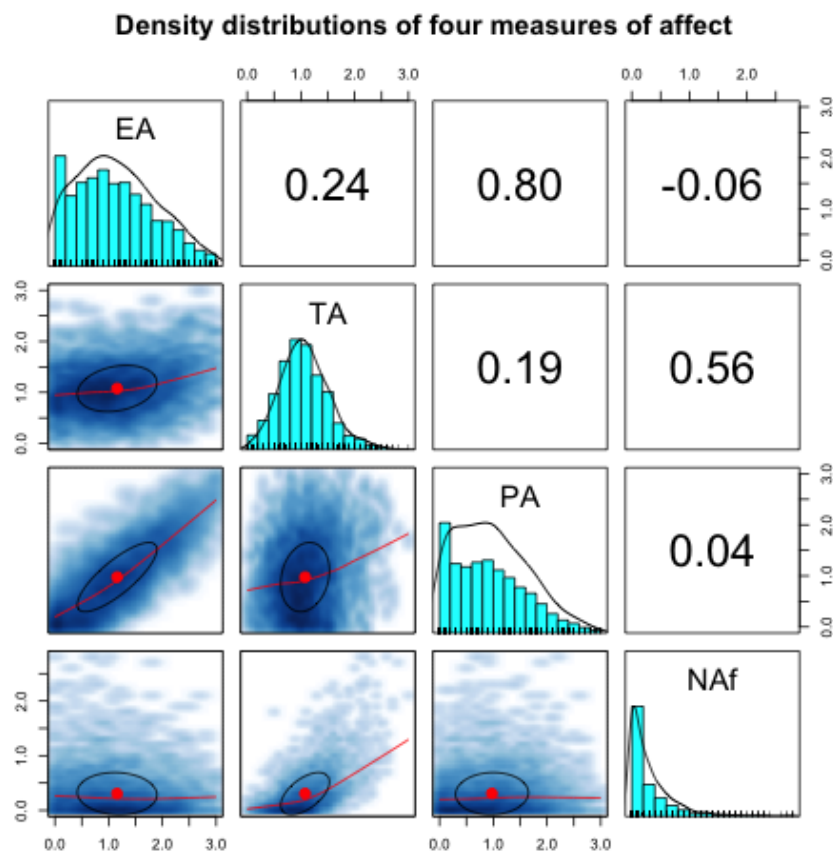 Density distributions of four measures of affect
0.0 1.0 2.0 3.0 0.0 1.0 2.0
EA 0.24 0.80 -0.06
0.0 1.0 2.0 3.0
TA 0.19 0.56
0.0 1.0 2.0 3.0
PA 0.04
0.0 1.0 2.0 3.0
NAf
0.0 1.0 2.0
0.0 1.0 2.0 3.0 0.0 1.0 2.0 3.0